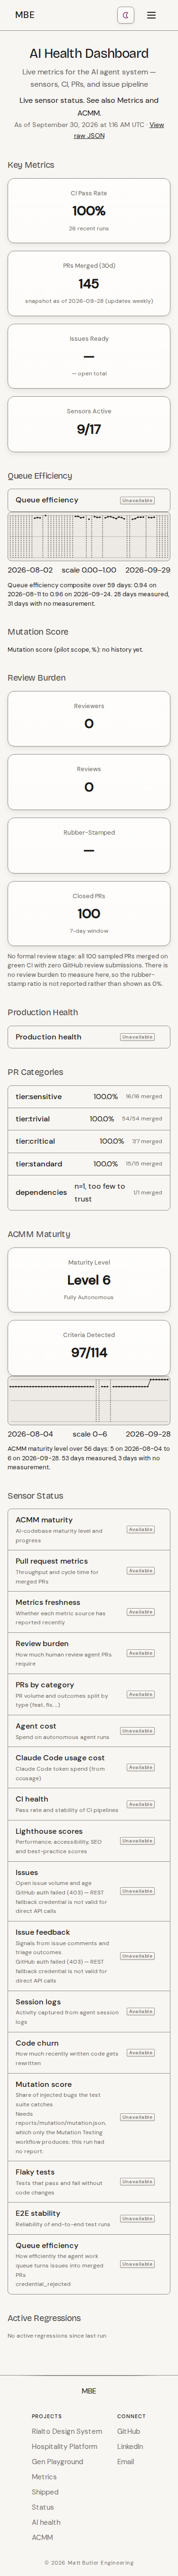 MBE
AI Health Dashboard
Live metrics for the AI agent system —
sensors, CI, PRs, and issue pipeline
Live sensor status. See also Metrics and
ACMM.
As of September 30, 2026 at 1:16 AM UTC · View
raw JSON
Key Metrics
CI Pass Rate
100%
26 recent runs
PRs Merged (30d)
145
snapshot as of 2026-09-28 (updates weekly)
Issues Ready
—
— open total
Sensors Active
9/17
Queue Efficiency
Queue efficiency Unavailable
2026-08-02 scale 0.00–1.00 2026-09-29
Queue efficiency composite over 59 days: 0.94 on
2026-08-11 to 0.96 on 2026-09-24. 28 days measured,
31 days with no measurement.
Mutation Score
Mutation score (pilot scope, %): no history yet.
Review Burden
Reviewers
0
Reviews
0
Rubber-Stamped
—
Closed PRs
100
7-day window
No formal review stage: all 100 sampled PRs merged on
green CI with zero GitHub review submissions. There is
no review burden to measure here, so the rubber-
stamp ratio is not reported rather than shown as 0%.
Production Health
Production health Unavailable
PR Categories
tier:sensitive 100.0% 16/16 merged
tier:trivial 100.0% 54/54 merged
tier:critical 100.0% 7/7 merged
tier:standard 100.0% 15/15 merged
dependencies n=1, too few to
trust 1/1 merged
ACMM Maturity
Maturity Level
Level 6
Fully Autonomous
Criteria Detected
97/114
2026-08-04 scale 0–6 2026-09-28
ACMM maturity level over 56 days: 5 on 2026-08-04 to
6 on 2026-09-28. 53 days measured, 3 days with no
measurement.
Sensor Status
ACMM maturity
AI-codebase maturity level and
progress
Available
Pull request metrics
Throughput and cycle time for
merged PRs
Available
Metrics freshness
Whether each metric source has
reported recently
Available
Review burden
How much human review agent PRs
require
Available
PRs by category
PR volume and outcomes split by
type (feat, fix, …)
Available
Agent cost
Spend on autonomous agent runs
Unavailable
Claude Code usage cost
Claude Code token spend (from
ccusage)
Available
CI health
Pass rate and stability of CI pipelines
Available
Lighthouse scores
Performance, accessibility, SEO
and best-practice scores
Unavailable
Issues
Open issue volume and age
GitHub auth failed (403) — REST
fallback credential is not valid for
direct API calls
Unavailable
Issue feedback
Signals from issue comments and
triage outcomes
GitHub auth failed (403) — REST
fallback credential is not valid for
direct API calls
Unavailable
Session logs
Activity captured from agent session
logs
Available
Code churn
How much recently written code gets
rewritten
Available
Mutation score
Share of injected bugs the test
suite catches
Needs
reports/mutation/mutation.json,
which only the Mutation Testing
workflow produces; this run had
no report.
Unavailable
Flaky tests
Tests that pass and fail without
code changes
Unavailable
E2E stability
Reliability of end-to-end test runs
Unavailable
Queue efficiency
How efficiently the agent work
queue turns issues into merged
PRs
credential_rejected
Unavailable
Active Regressions
No active regressions since last run
MBE
PROJECTS
Rialto Design System
Hospitality Platform
Gen Playground
Metrics
Shipped
Status
AI health
ACMM
CONNECT
GitHub
LinkedIn
Email
© 2026 Matt Butler Engineering